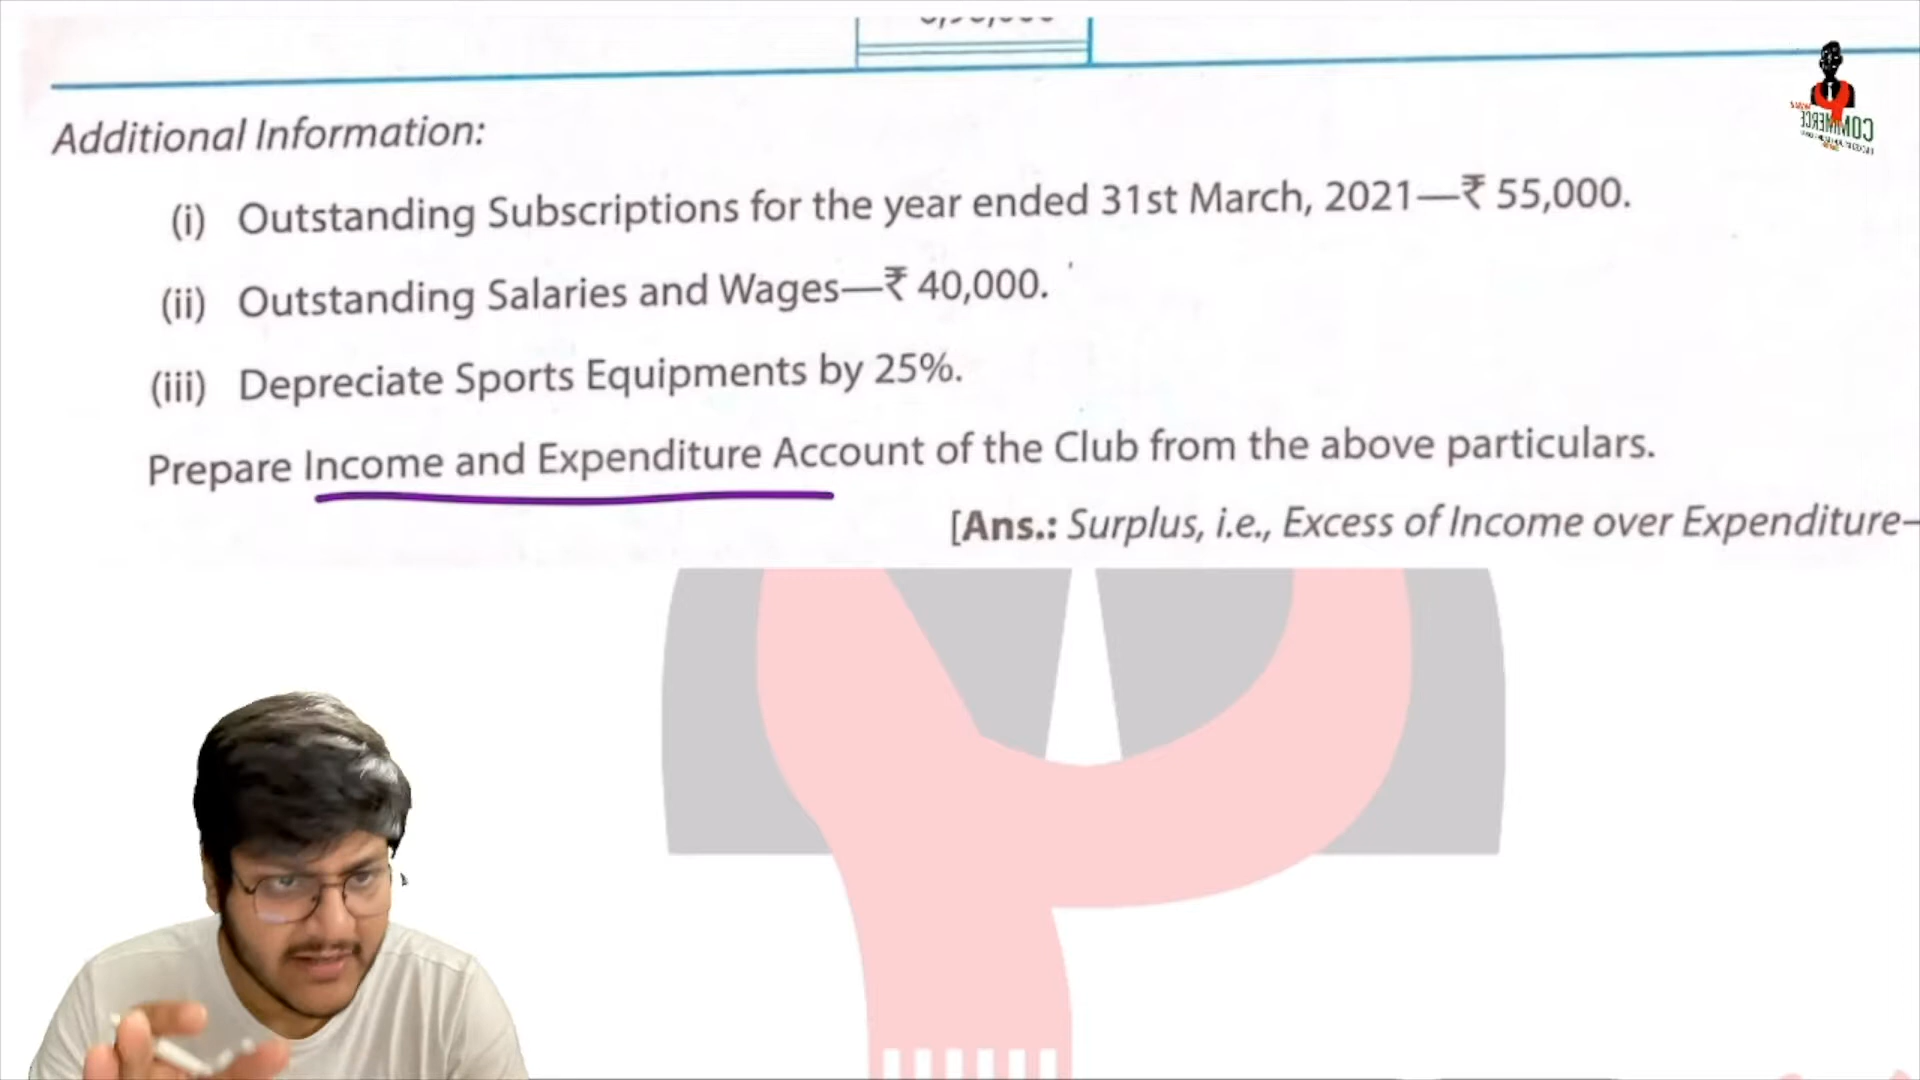 Additional Information:
(i) Outstanding Subscriptions for the year ended 31st March, 2021—₹ 55,000.
(ii) Outstanding Salaries and Wages—₹ 40,000.
(iii) Depreciate Sports Equipments by 25%.
Prepare Income and Expenditure Account of the Club from the above particulars.
[Ans.: Surplus, i.e., Excess of Income over Expenditure–
COMMERCE